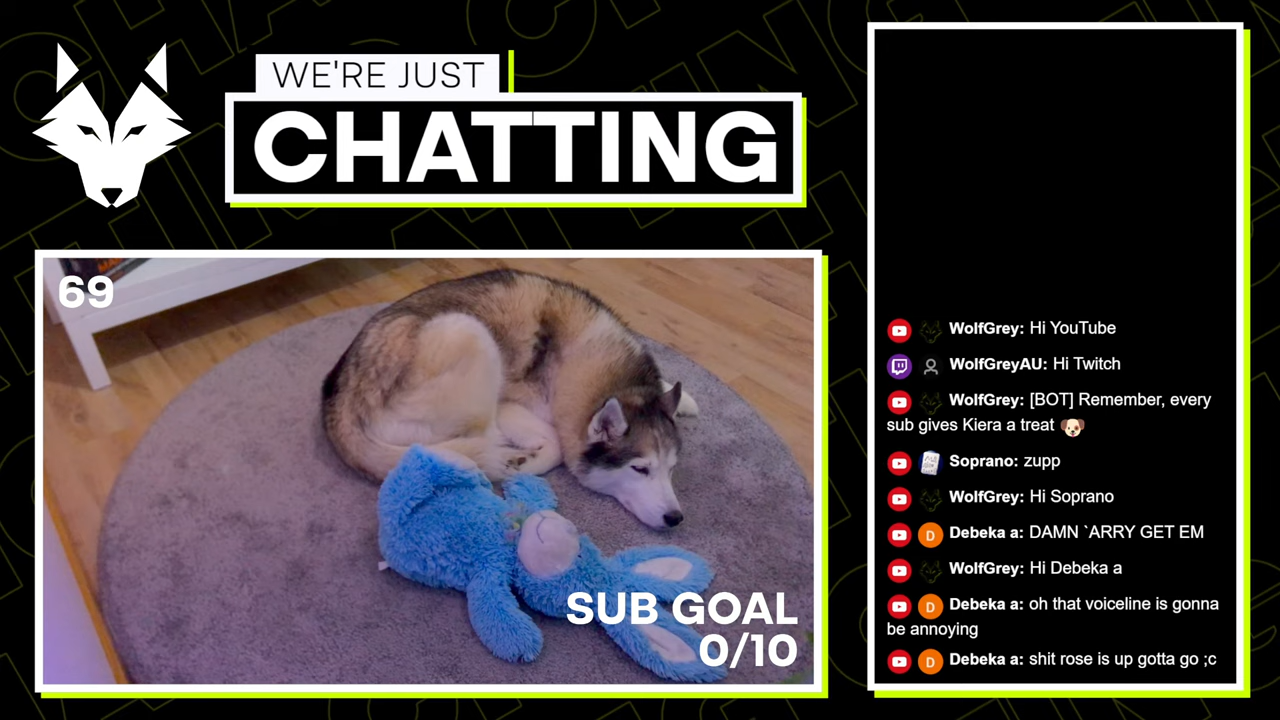 WE'RE JUST
CHATTING
69
SUB GOAL
0/10
WolfGrey: Hi YouTube
WolfGreyAU: Hi Twitch
WolfGrey: [BOT] Remember, every
sub gives Kiera a treat 🐶
Soprano: zupp
WolfGrey: Hi Soprano
D Debeka a: DAMN `ARRY GET EM
WolfGrey: Hi Debeka a
D Debeka a: oh that voiceline is gonna
be annoying
D Debeka a: shit rose is up gotta go ;c